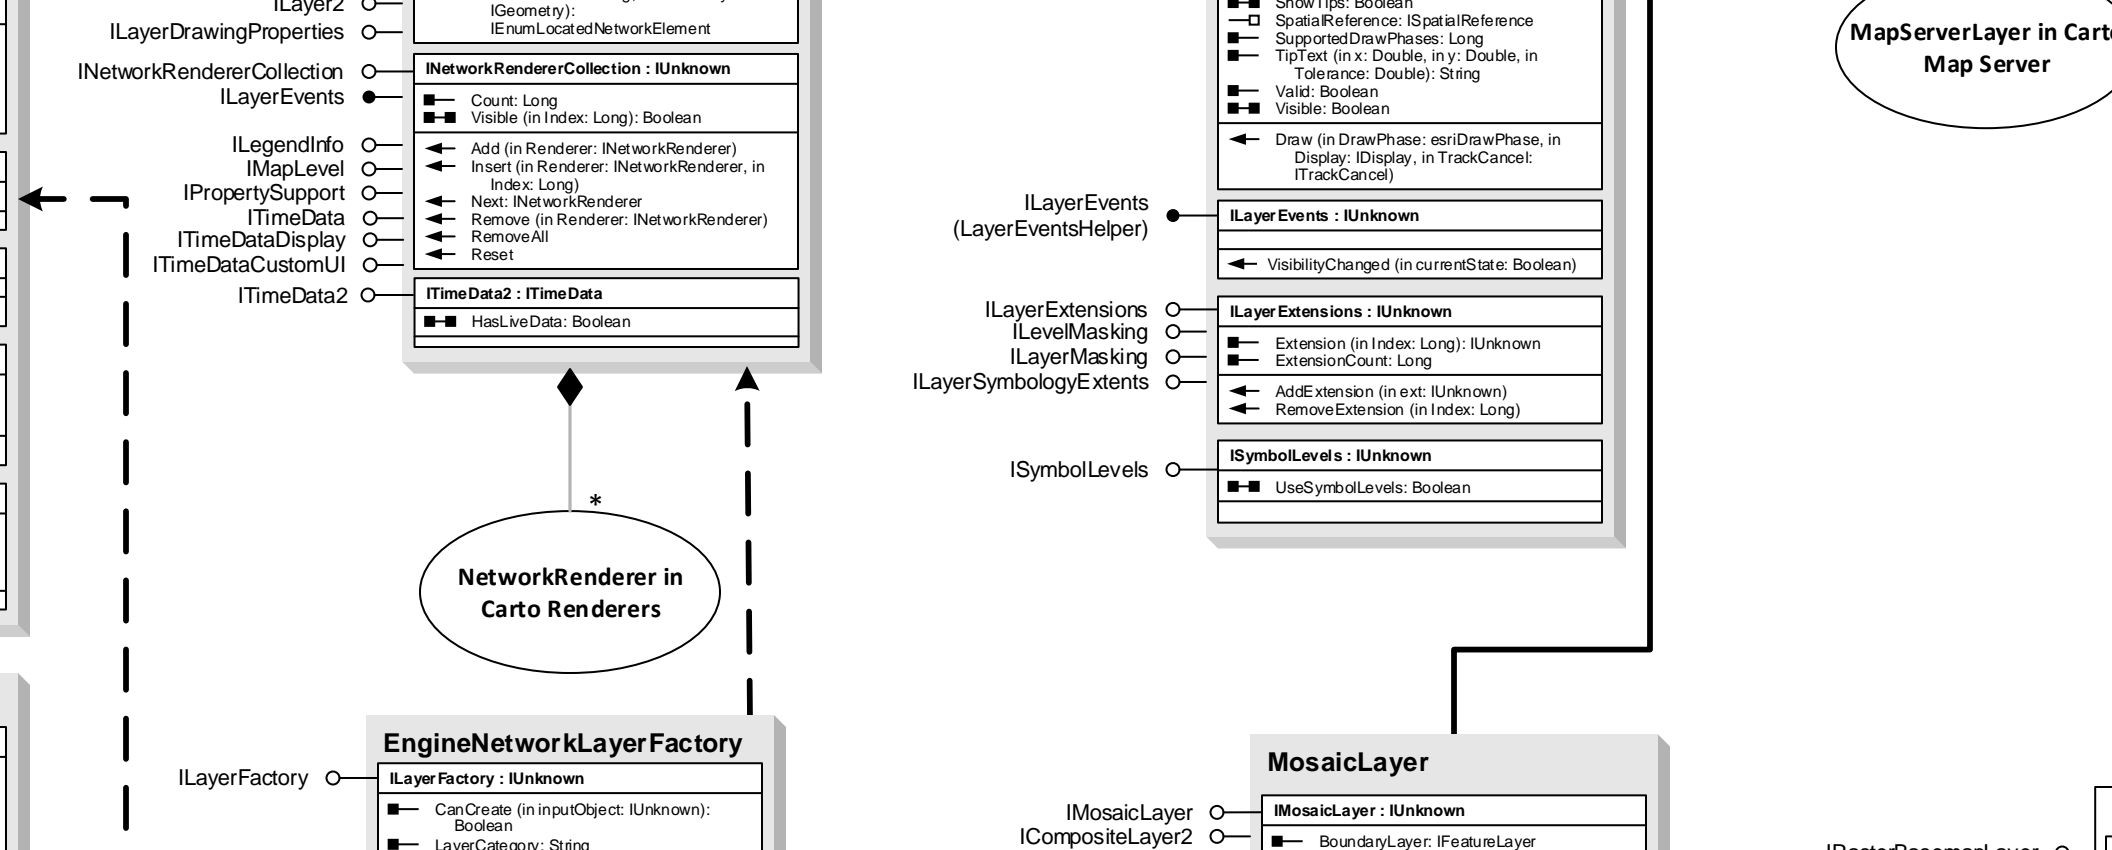 ILayer2
ILayerDrawingProperties
INetworkRendererCollection
ILayerEvents
ILegendInfo
IMapLevel
IPropertySupport
ITimeData
ITimeDataDisplay
ITimeDataCustomUI
ITimeData2
IGeometry):
IEnumLocatedNetworkElement
INetworkRendererCollection : IUnknown
Count: Long
Visible (in Index: Long): Boolean
Add (in Renderer: INetworkRenderer)
Insert (in Renderer: INetworkRenderer, in
Index: Long)
Next: INetworkRenderer
Remove (in Renderer: INetworkRenderer)
RemoveAll
Reset
ITimeData2 : ITimeData
HasLiveData: Boolean
*
NetworkRenderer in
Carto Renderers
EngineNetworkLayerFactory
ILayerFactory
ILayerFactory : IUnknown
CanCreate (in inputObject: IUnknown):
Boolean
LayerCategory: String
ShowTips: Boolean
SpatialReference: ISpatialReference
SupportedDrawPhases: Long
TipText (in x: Double, in y: Double, in
Tolerance: Double): String
Valid: Boolean
Visible: Boolean
Draw (in DrawPhase: esriDrawPhase, in
Display: IDisplay, in TrackCancel:
ITrackCancel)
ILayerEvents
(LayerEventsHelper)
ILayerEvents : IUnknown
VisibilityChanged (in currentState: Boolean)
ILayerExtensions
ILevelMasking
ILayerMasking
ILayerSymbologyExtents
ILayerExtensions : IUnknown
Extension (in Index: Long): IUnknown
ExtensionCount: Long
AddExtension (in ext: IUnknown)
RemoveExtension (in Index: Long)
ISymbolLevels
ISymbolLevels : IUnknown
UseSymbolLevels: Boolean
MosaicLayer
IMosaicLayer
ICompositeLayer2
IMosaicLayer : IUnknown
BoundaryLayer: IFeatureLayer
MapServerLayer in Carto
Map Server
IRasterBasemapLayer